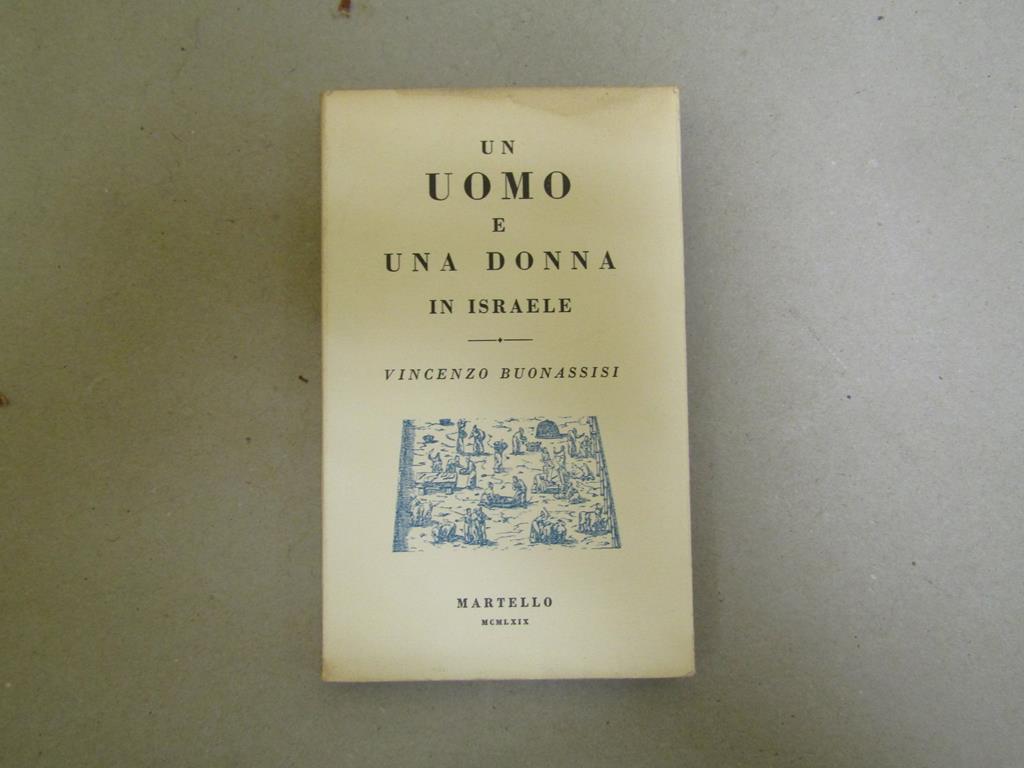 UN
UOMO
E
UNA DONNA
IN ISRAELE
VINCENZO BUONASSISI
MARTELLO
MCMLXIX